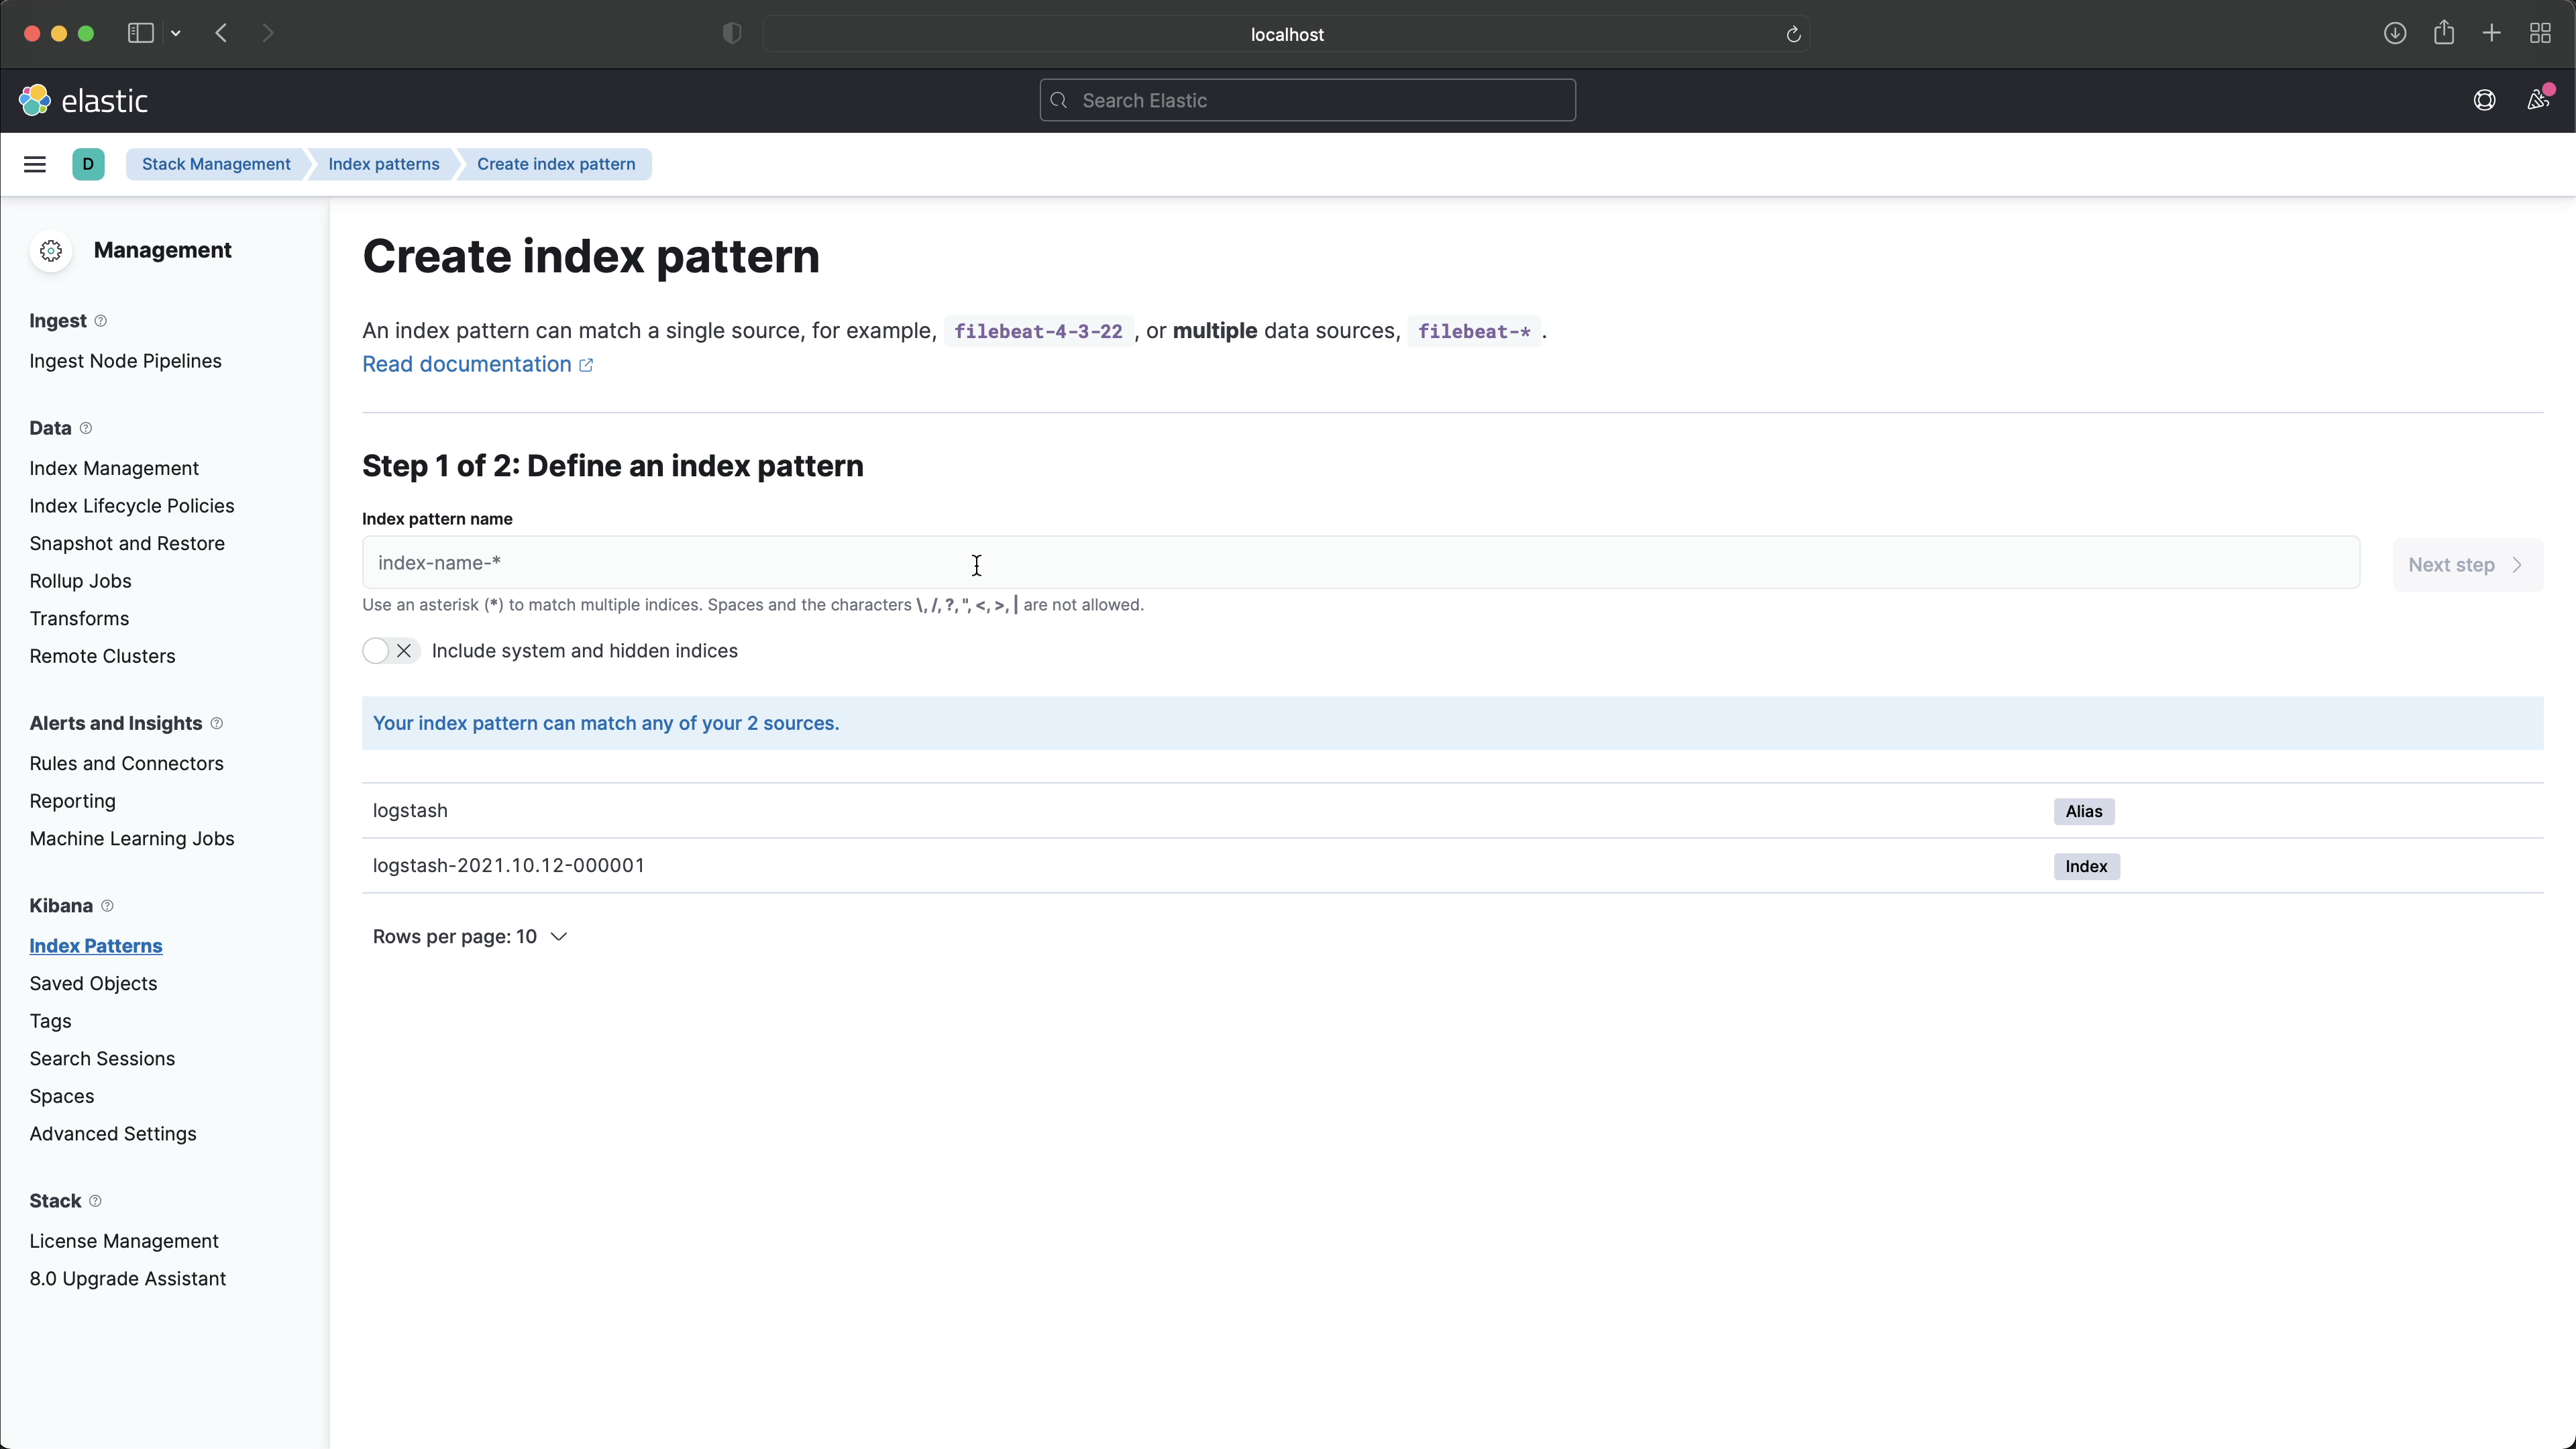 localhost
elastic
Search Elastic
D
Stack Management
Index patterns
Create index pattern
Management
Ingest
Ingest Node Pipelines
Data
Index Management
Index Lifecycle Policies
Snapshot and Restore
Rollup Jobs
Transforms
Remote Clusters
Alerts and Insights
Rules and Connectors
Reporting
Machine Learning Jobs
Kibana
Index Patterns
Saved Objects
Tags
Search Sessions
Spaces
Advanced Settings
Stack
License Management
8.0 Upgrade Assistant
Create index pattern
An index pattern can match a single source, for example, filebeat-4-3-22 , or multiple data sources, filebeat-* .
Read documentation
Step 1 of 2: Define an index pattern
Index pattern name
index-name-*
Next step
Use an asterisk (*) to match multiple indices. Spaces and the characters \, /, ?, ", <, >, | are not allowed.
Include system and hidden indices
Your index pattern can match any of your 2 sources.
logstash Alias
logstash-2021.10.12-000001 Index
Rows per page: 10